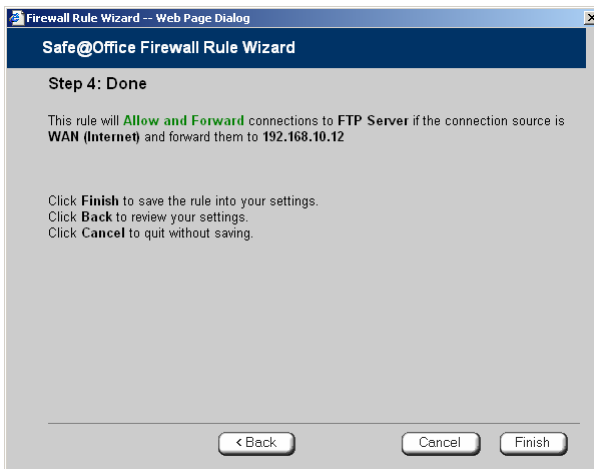 Firewall Rule Wizard -- Web Page Dialog
Safe@Office Firewall Rule Wizard
Step 4: Done
This rule will Allow and Forward connections to FTP Server if the connection source is
WAN (Internet) and forward them to 192.168.10.12
Click Finish to save the rule into your settings.
Click Back to review your settings.
Click Cancel to quit without saving.
< Back Cancel Finish